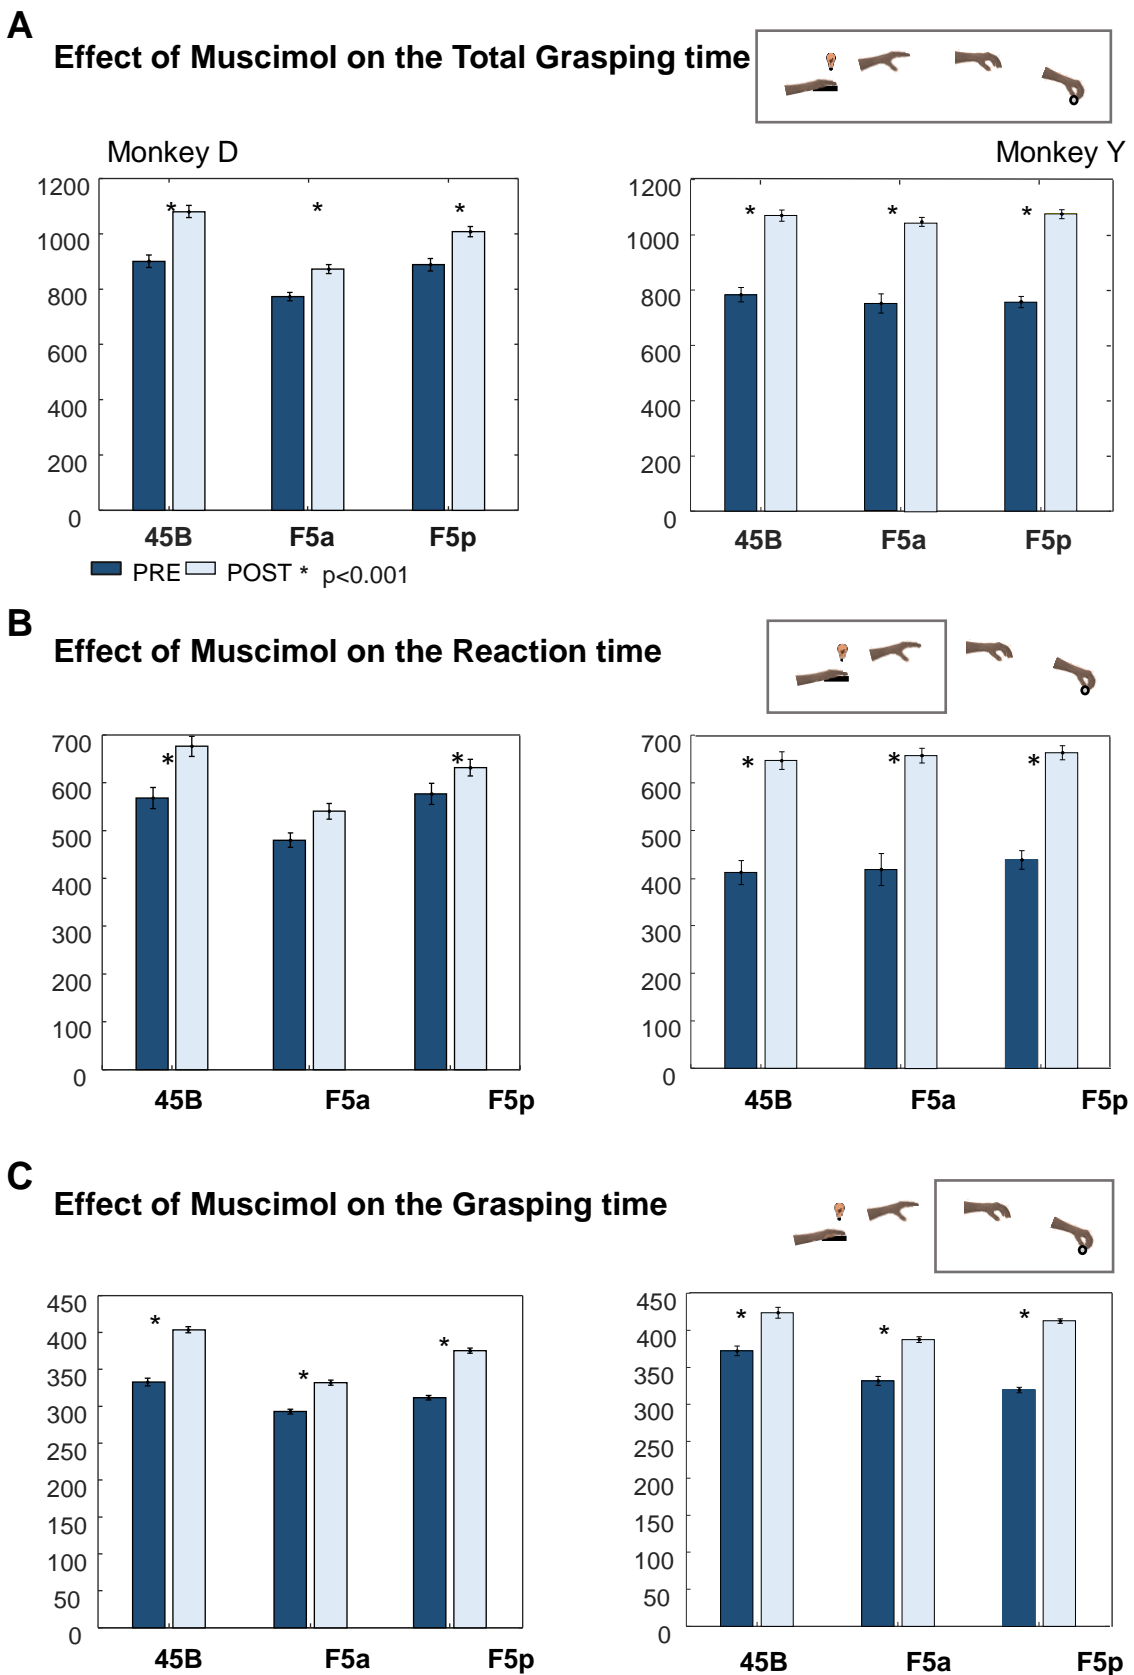 A
Effect of Muscimol on the Total Grasping time
Monkey D
Monkey Y
1200
1000
800
600
400
200
0
* * *
45B F5a F5p
1200
1000
800
600
400
200
0
* * *
45B F5a F5p
PRE POST * p<0.001
B
Effect of Muscimol on the Reaction time
700
600
500
400
300
200
100
0
* *
45B F5a F5p
700
600
500
400
300
200
100
0
* * *
45B F5a F5p
C
Effect of Muscimol on the Grasping time
450
400
350
300
250
200
150
100
50
0
* * *
45B F5a F5p
450
400
350
300
250
200
150
100
50
0
* * *
45B F5a F5p